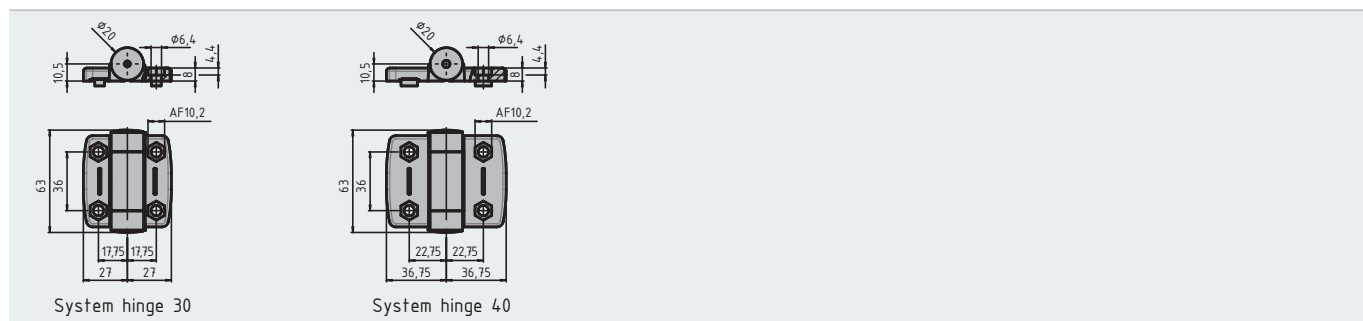 ø20
ø6,4
4,4
10,5
8
AF10,2
63
36
17,75 17,75
27 27
System hinge 30
ø20
ø6,4
4,4
10,5
8
AF10,2
63
36
22,75 22,75
36,75 36,75
System hinge 40